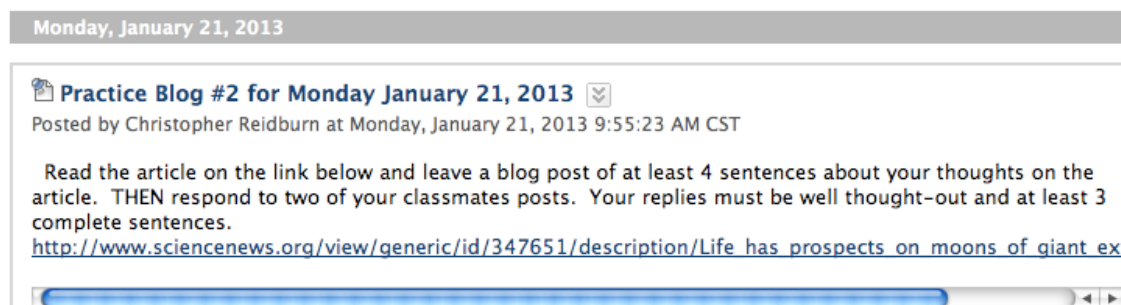 Monday, January 21, 2013
Practice Blog #2 for Monday January 21, 2013
Posted by Christopher Reidburn at Monday, January 21, 2013 9:55:23 AM CST
Read the article on the link below and leave a blog post of at least 4 sentences about your thoughts on the
article.  THEN respond to two of your classmates posts.  Your replies must be well thought-out and at least 3
complete sentences.
http://www.sciencenews.org/view/generic/id/347651/description/Life_has_prospects_on_moons_of_giant_ex